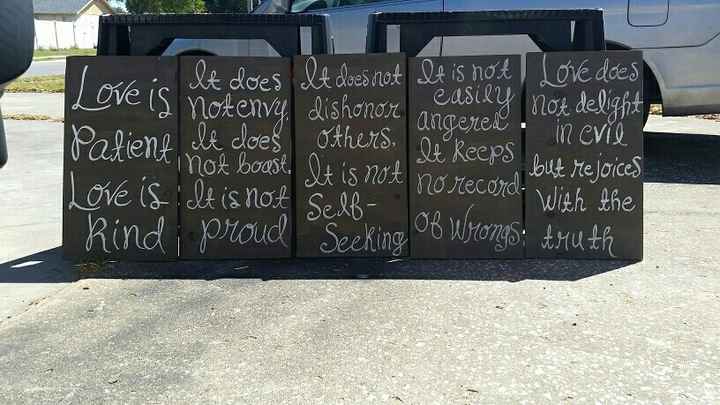 Love is
Patient
Love is
Kind
It does
not envy.
It does
not boast.
It is not
proud
It does not
dishonor
others.
It is not
Self-
Seeking
It is not
easily
angered
It Keeps
no record
Of Wrongs
Love does
not delight
in evil
but rejoices
With the
truth